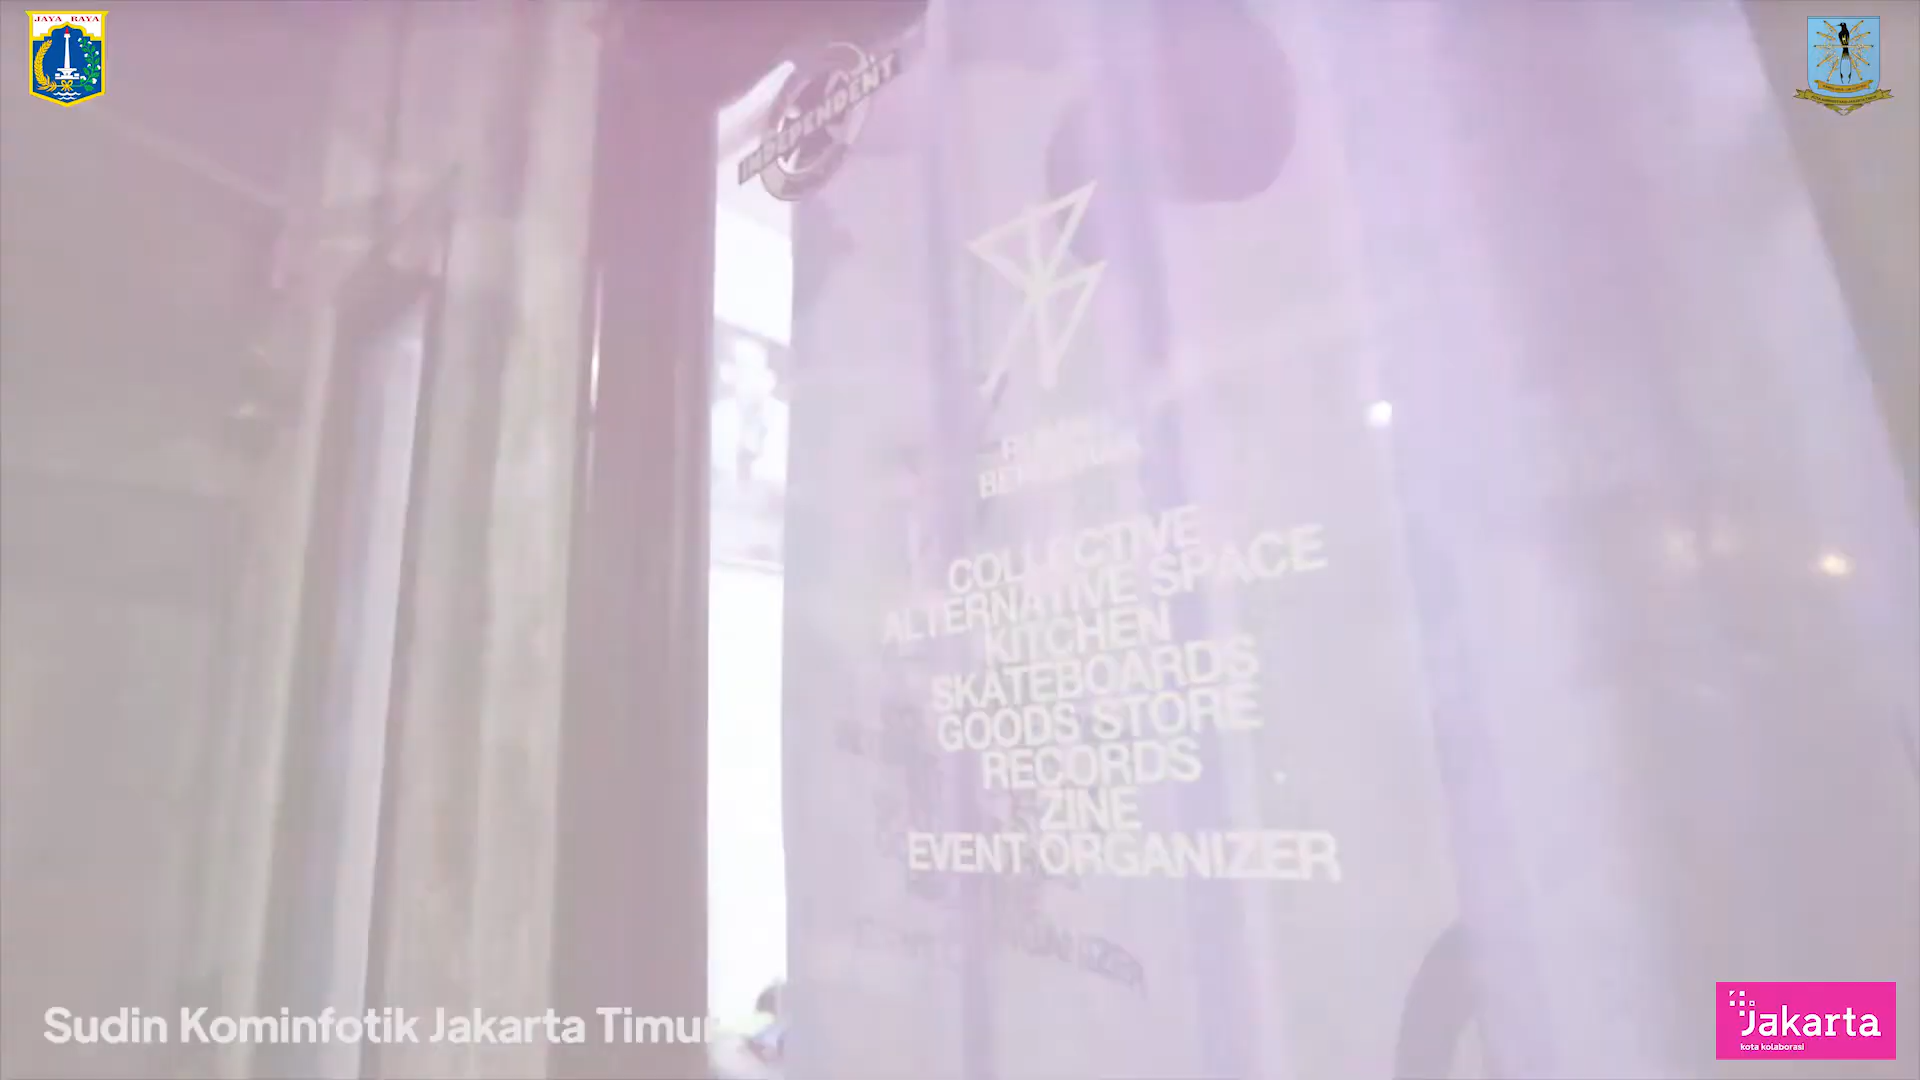 JAYA RAYA
INDEPENDENT
COLLECTIVE
ALTERNATIVE SPACE
KITCHEN
SKATEBOARDS
GOODS STORE
RECORDS
ZINE
EVENT ORGANIZER
Sudin Kominfotik Jakarta Timur
Jakarta
kota kolaborasi